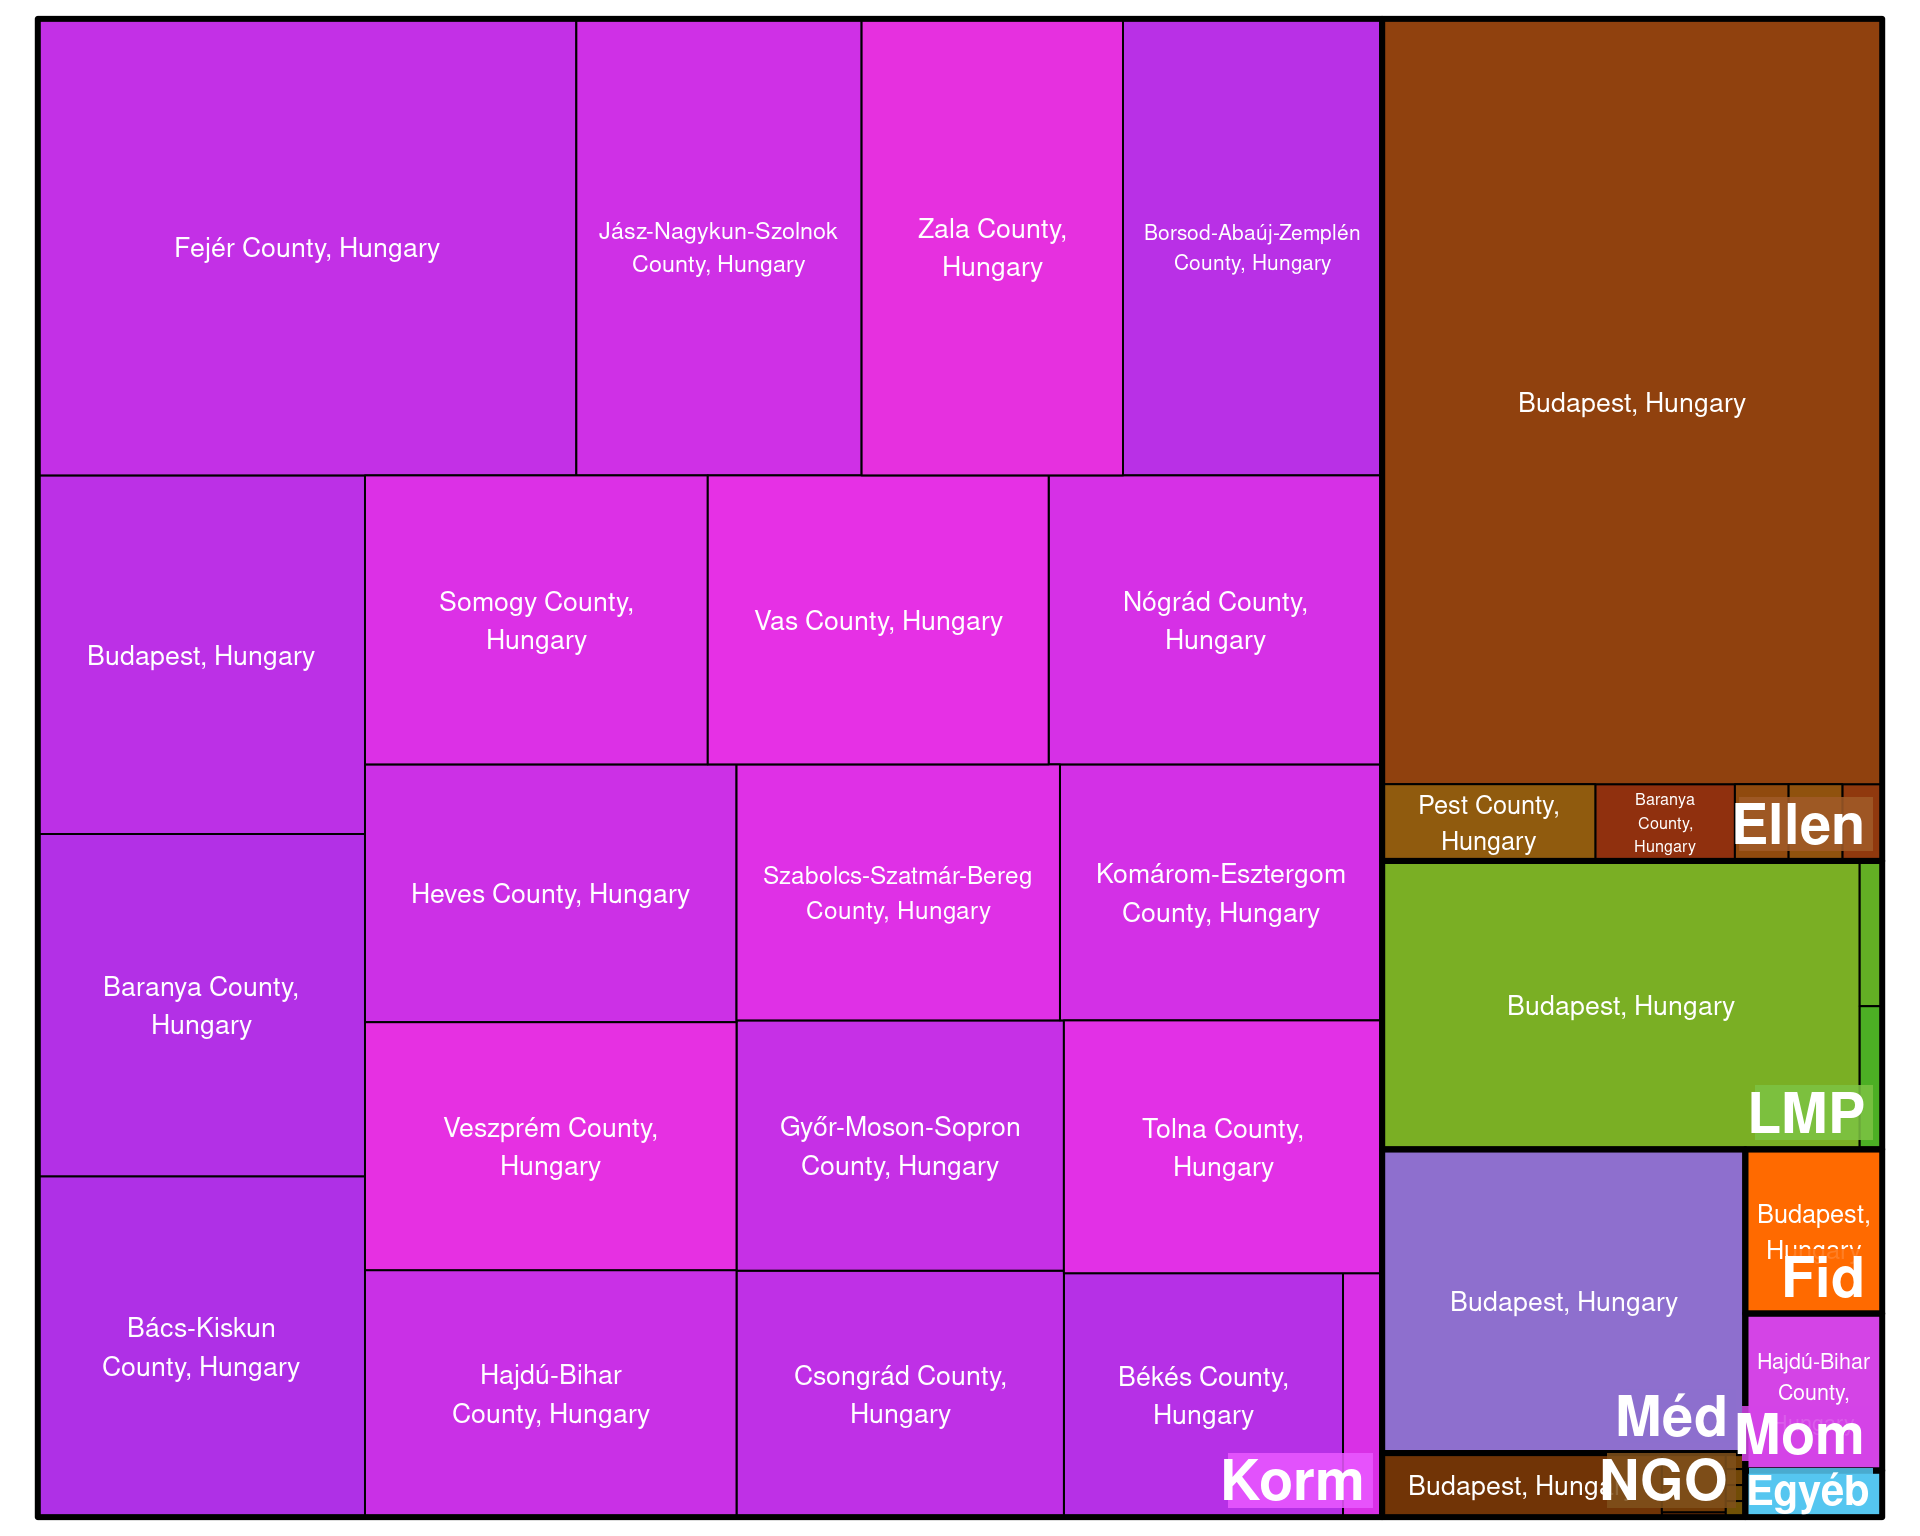 Fejér County, Hungary
Jász-Nagykun-Szolnok
County, Hungary
Zala County,
Hungary
Borsod-Abaúj-Zemplén
County, Hungary
Budapest, Hungary
Somogy County,
Hungary
Vas County, Hungary
Nógrád County,
Hungary
Baranya County,
Hungary
Heves County, Hungary
Szabolcs-Szatmár-Bereg
County, Hungary
Komárom-Esztergom
County, Hungary
Bács-Kiskun
County, Hungary
Veszprém County,
Hungary
Győr-Moson-Sopron
County, Hungary
Tolna County,
Hungary
Hajdú-Bihar
County, Hungary
Csongrád County,
Hungary
Békés County,
Hungary
Korm
Budapest, Hungary
Pest County,
Hungary
Baranya
County,
Hungary
Ellen
Budapest, Hungary
LMP
Budapest, Hungary
Méd
Budapest,
Hungary
Fid
Hajdú-Bihar
County,
Hungary
Mom
Budapest, Hungary
NGO
Egyéb